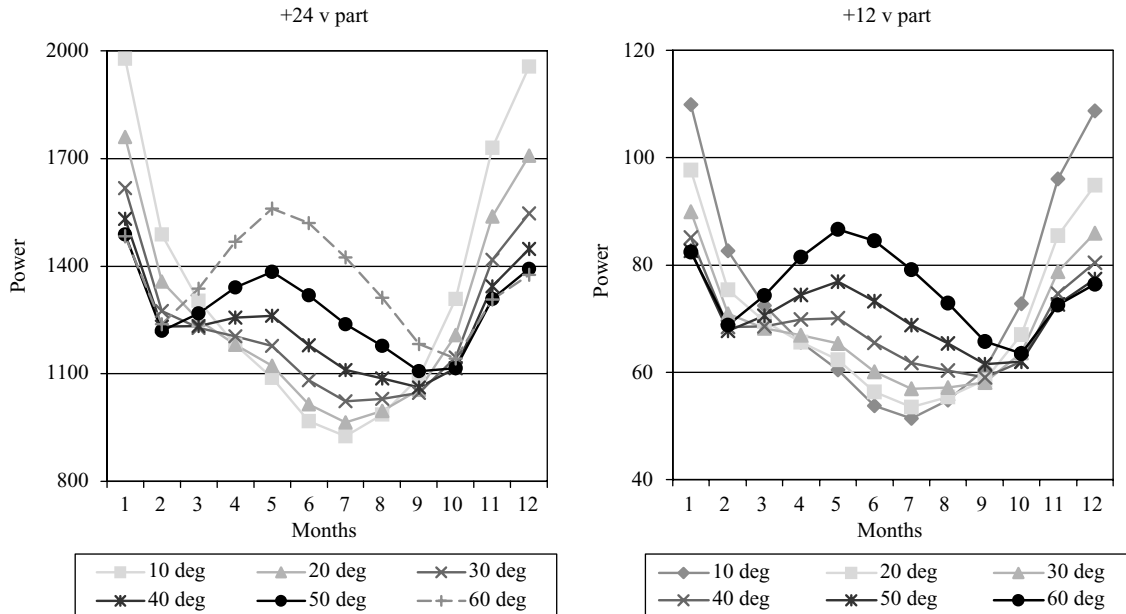 +24 v part
2000
1700
1400
1100
800
Power
1 2 3 4 5 6 7 8 9 10 11 12
Months
10 deg 20 deg 30 deg
40 deg 50 deg 60 deg
+12 v part
120
100
80
60
40
Power
1 2 3 4 5 6 7 8 9 10 11 12
Months
10 deg 20 deg 30 deg
40 deg 50 deg 60 deg